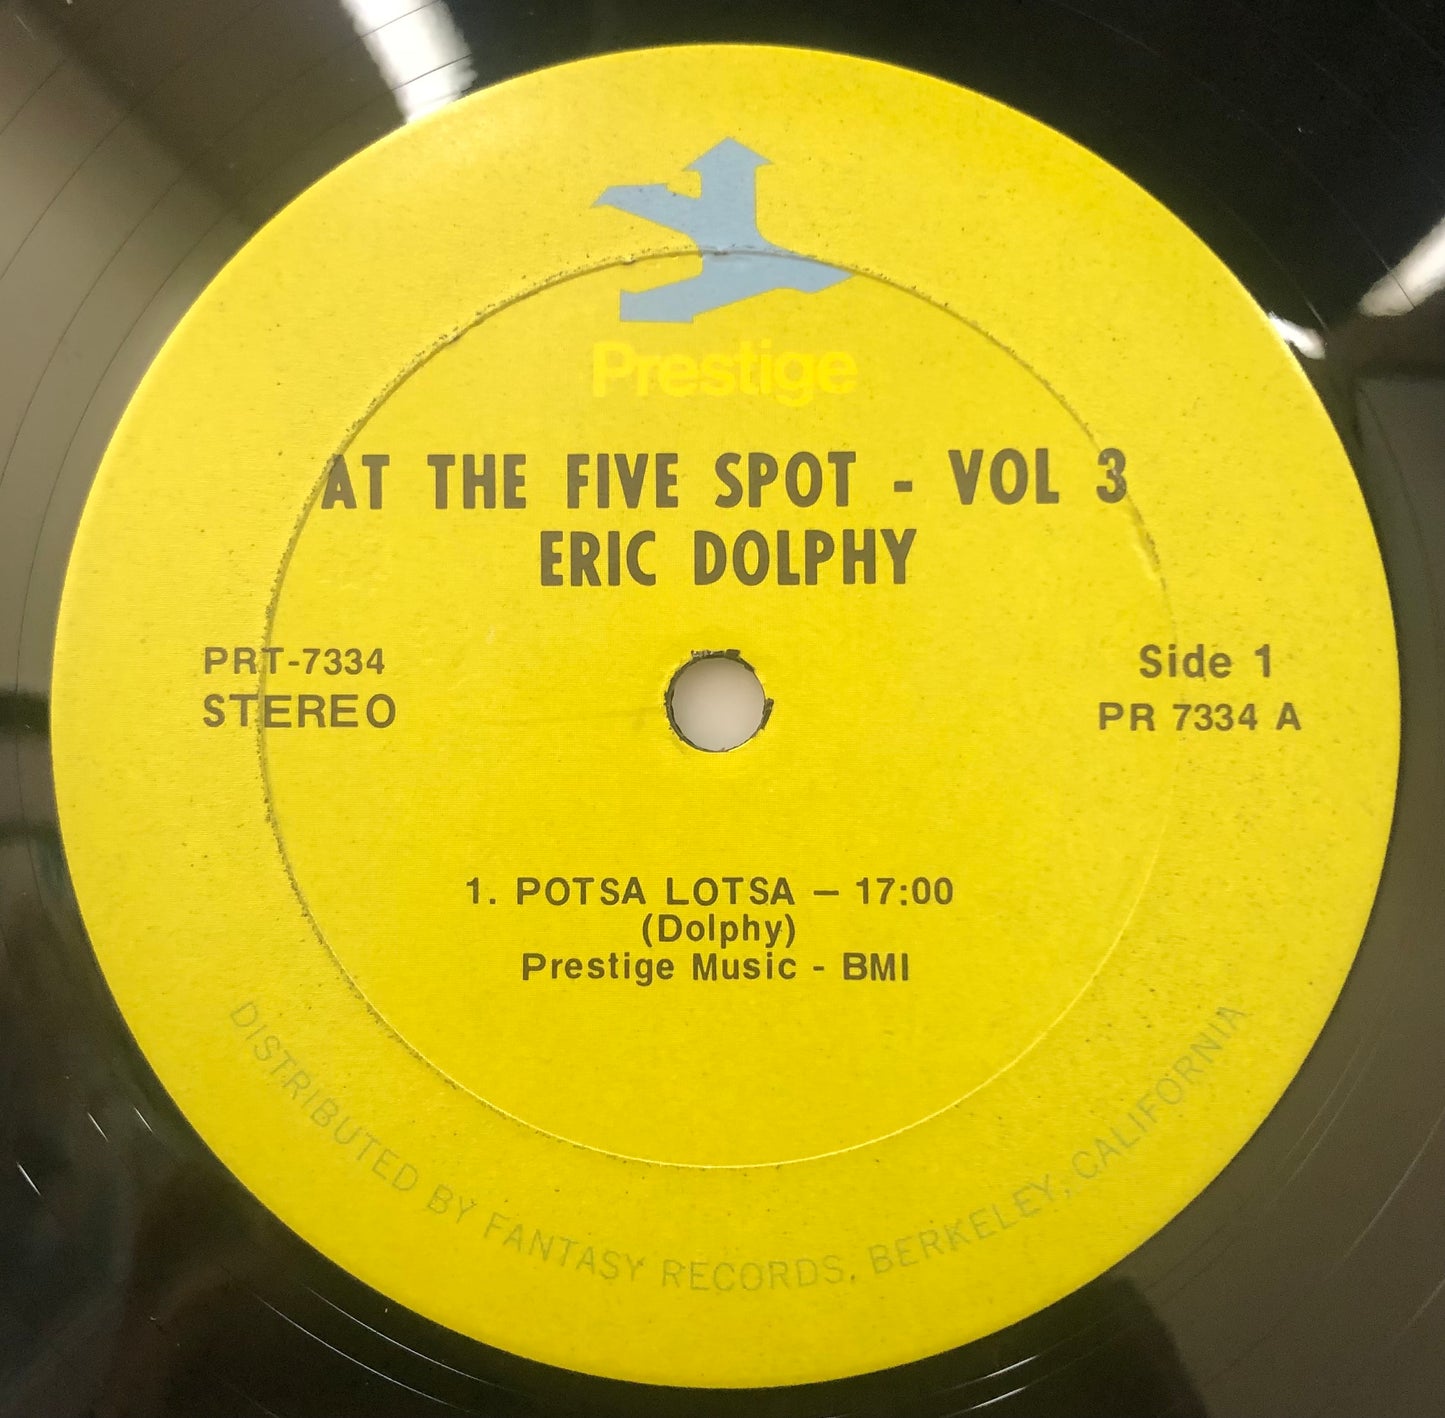 Prestige
AT THE FIVE SPOT - VOL 3
ERIC DOLPHY
PRT-7334
STEREO
Side 1
PR 7334 A
1. POTSA LOTSA — 17:00
(Dolphy)
Prestige Music - BMI
DISTRIBUTED BY FANTASY RECORDS, BERKELEY, CALIFORNIA